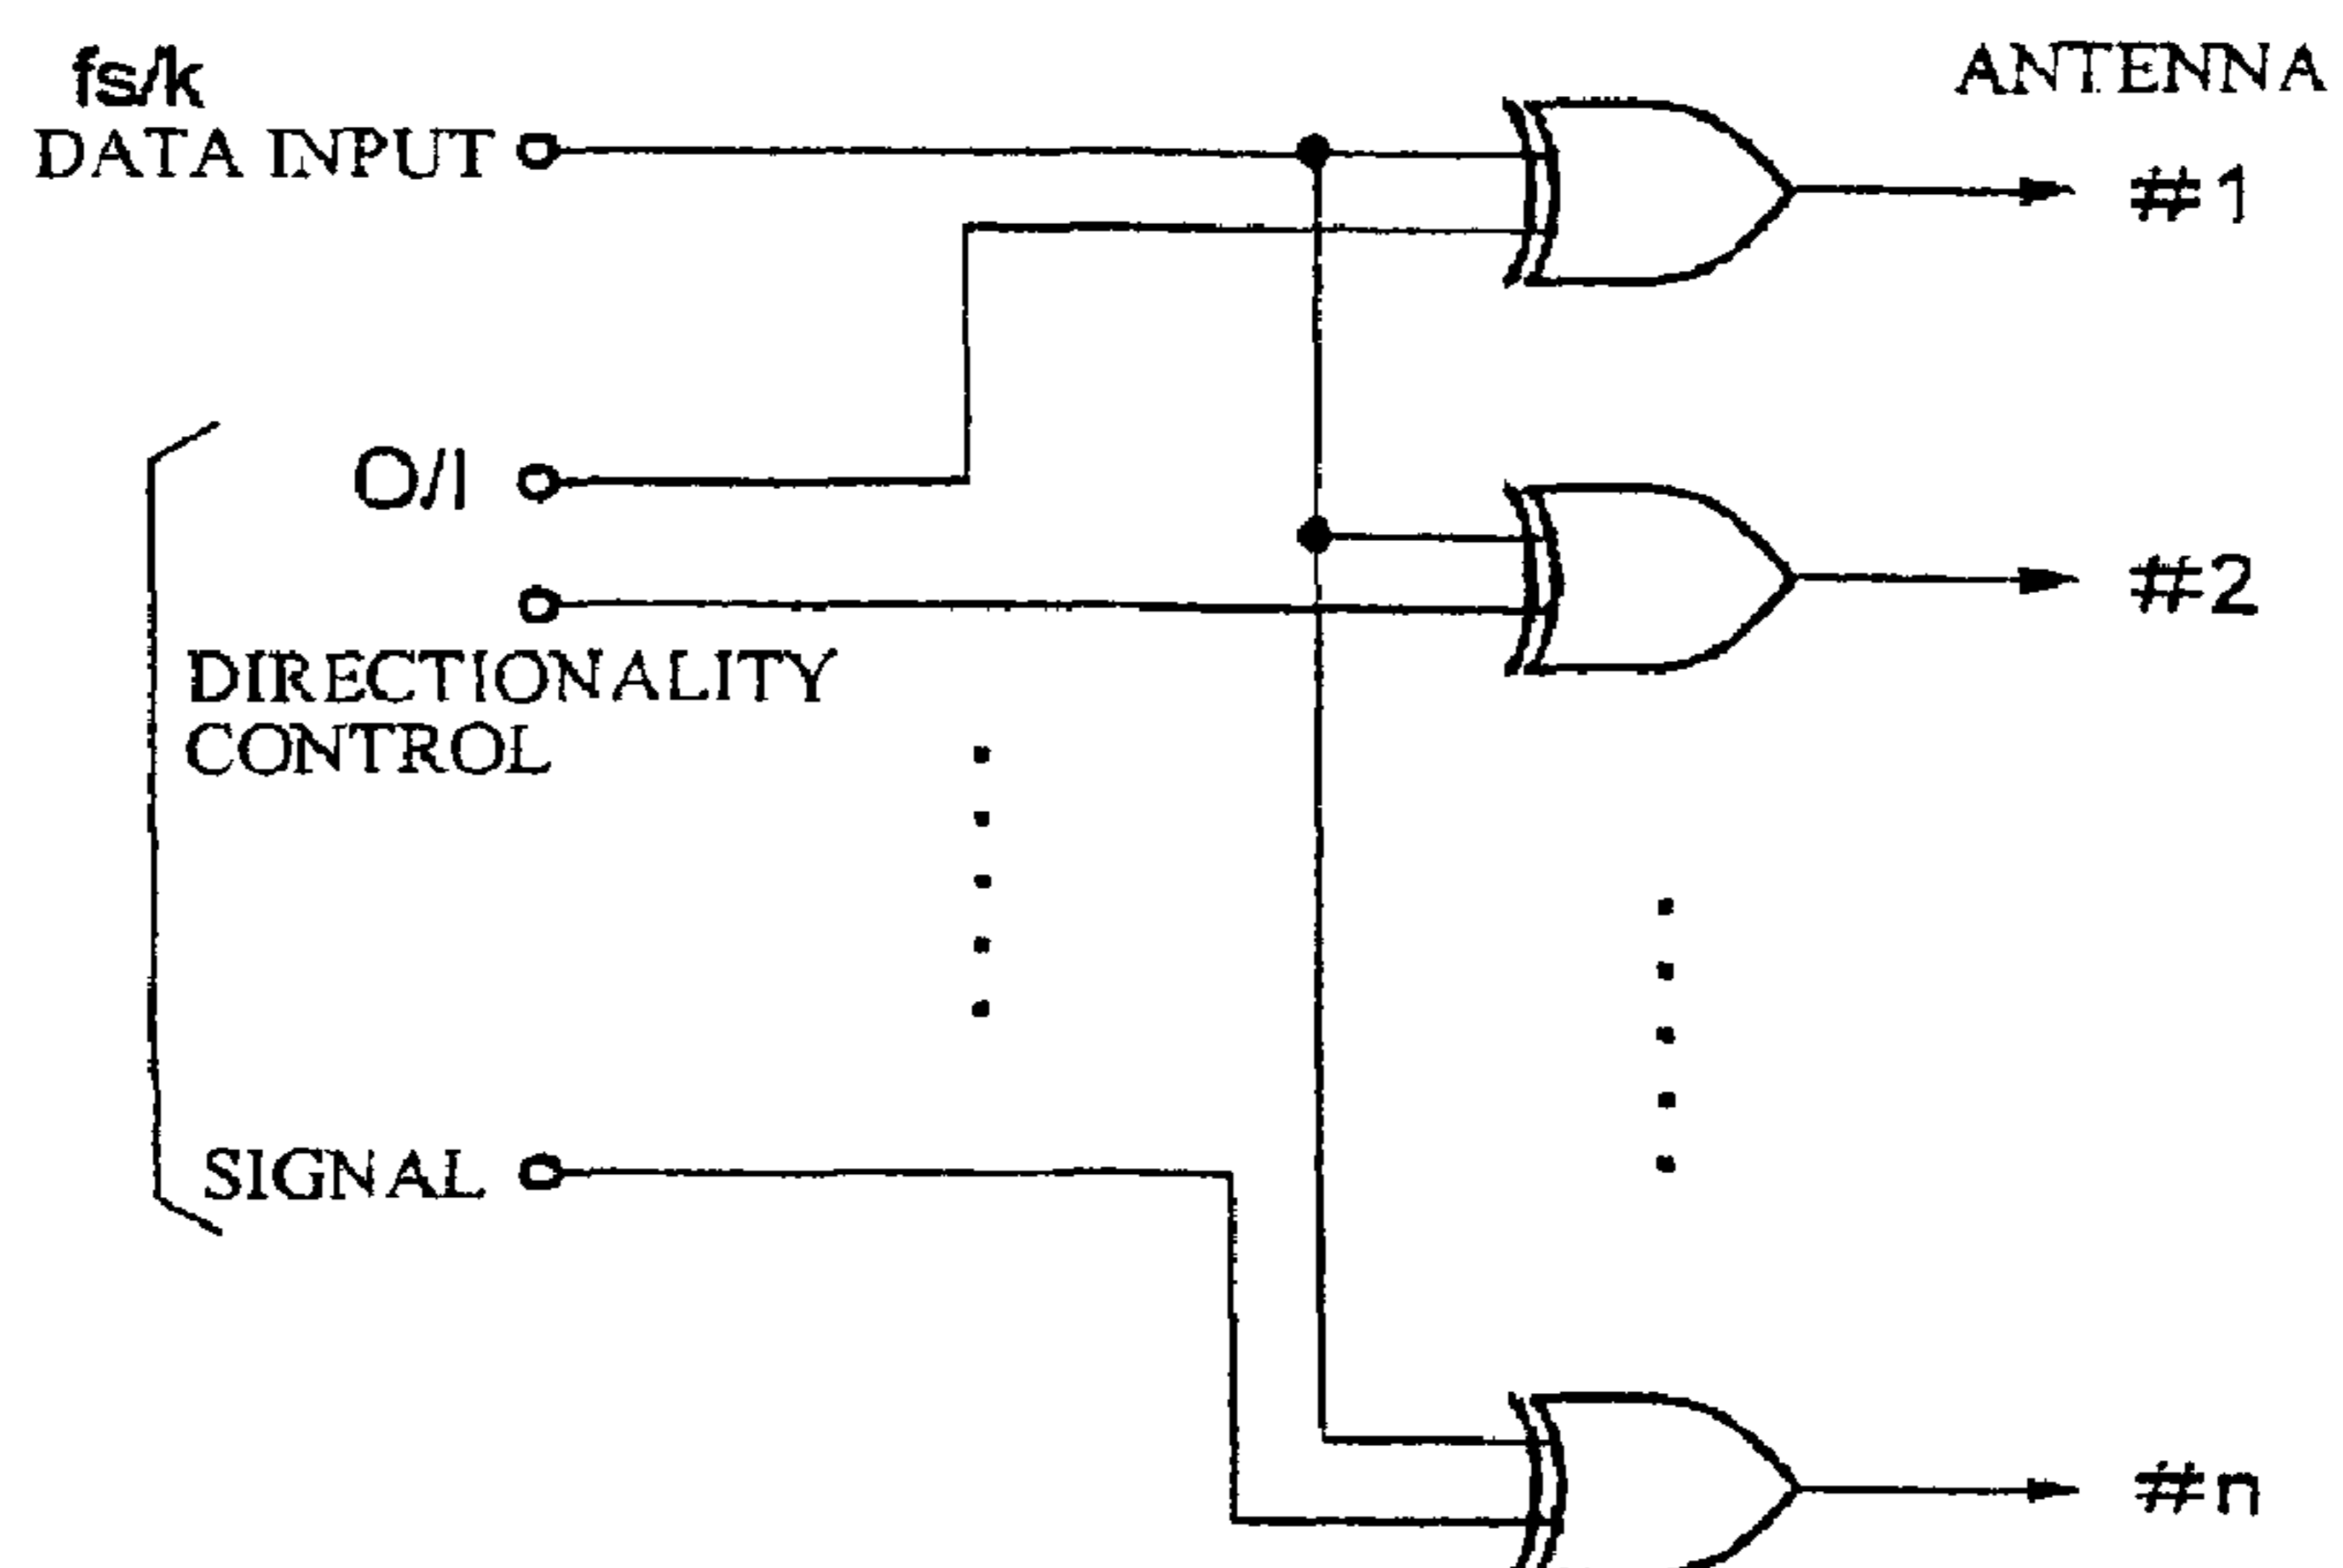 fs/k
DATA INPUT
ANTENNA
#1
O/I
#2
DIRECTIONALITY
CONTROL
SIGNAL
#n